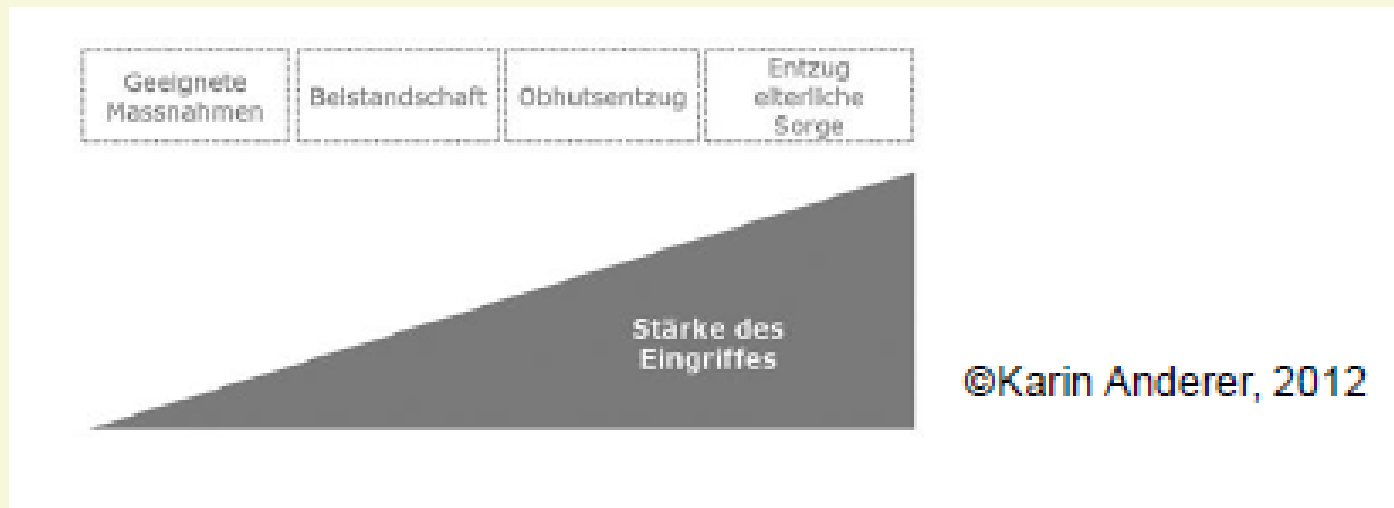 Geeignete
Massnahmen
Beistandschaft
Obhutsentzug
Entzug
elterliche
Sorge
Stärke des
Eingriffes
©Karin Anderer, 2012